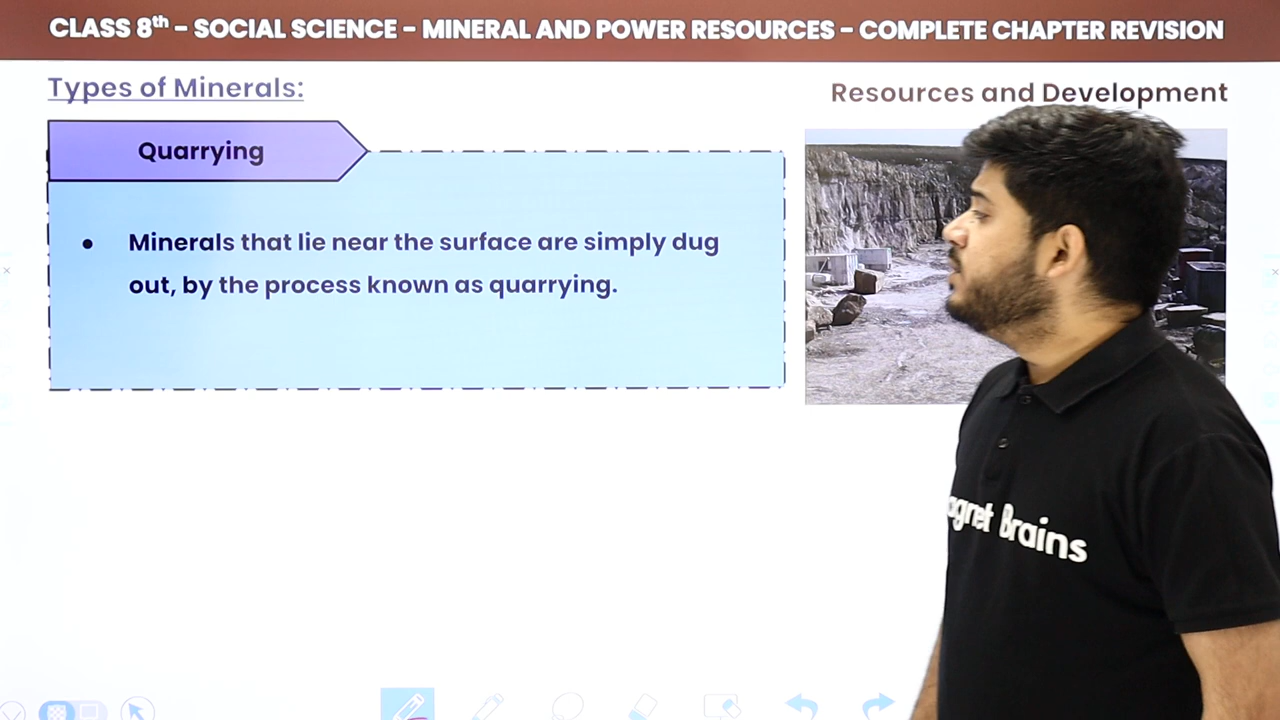 CLASS 8th – SOCIAL SCIENCE – MINERAL AND POWER RESOURCES – COMPLETE CHAPTER REVISION
Types of Minerals:
Resources and Development
Quarrying
● Minerals that lie near the surface are simply dug
out, by the process known as quarrying.
Brains